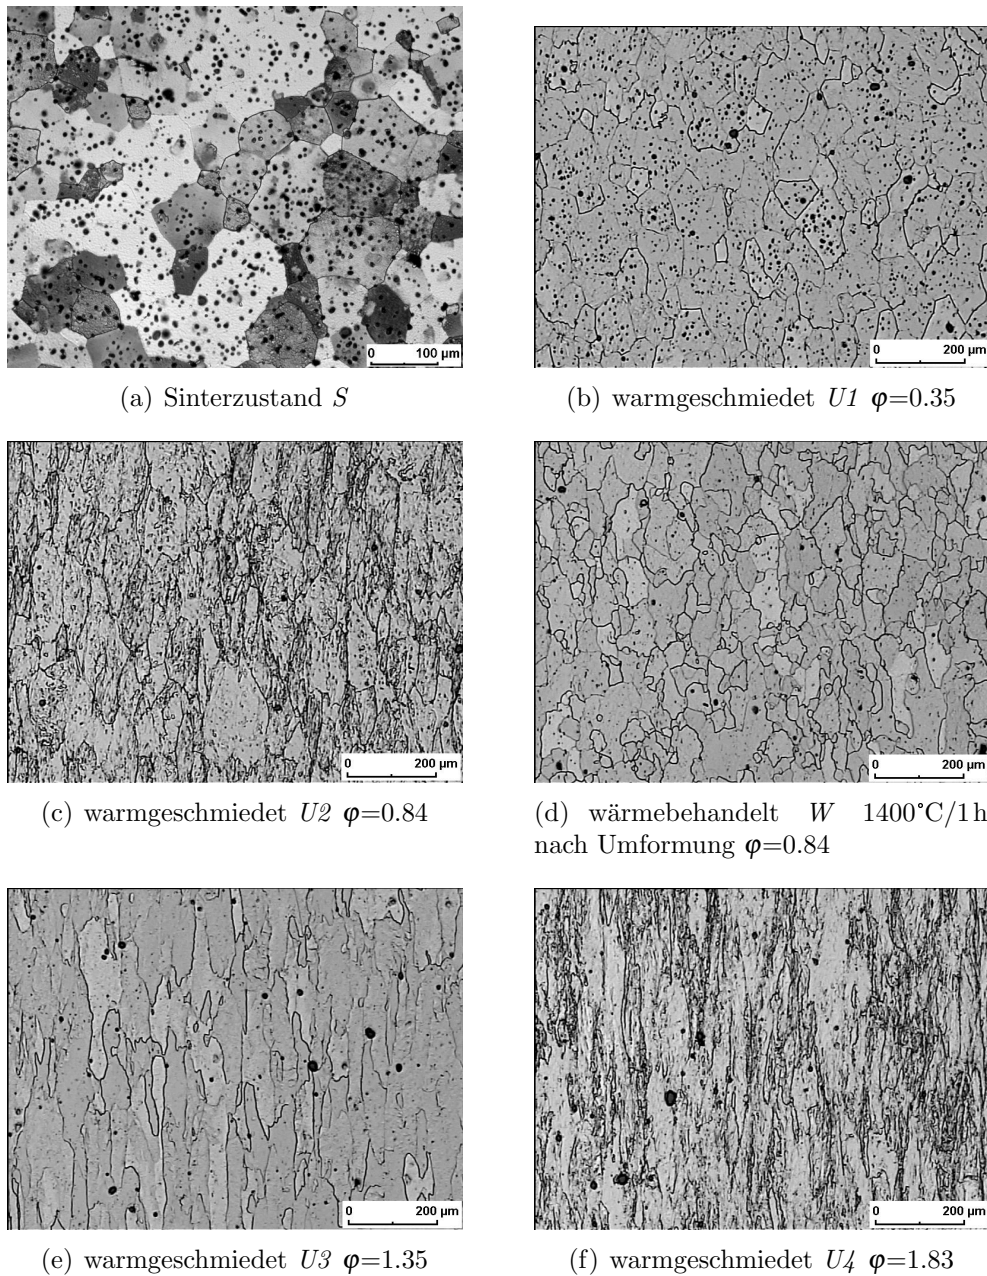 0 100 µm
0 200 µm
(a) Sinterzustand S
(b) warmgeschmiedet U1 φ=0.35
0 200 µm
0 200 µm
(c) warmgeschmiedet U2 φ=0.84
(d) wärmebehandelt W 1400°C/1h
nach Umformung φ=0.84
0 200 µm
0 200 µm
(e) warmgeschmiedet U3 φ=1.35
(f) warmgeschmiedet U4 φ=1.83